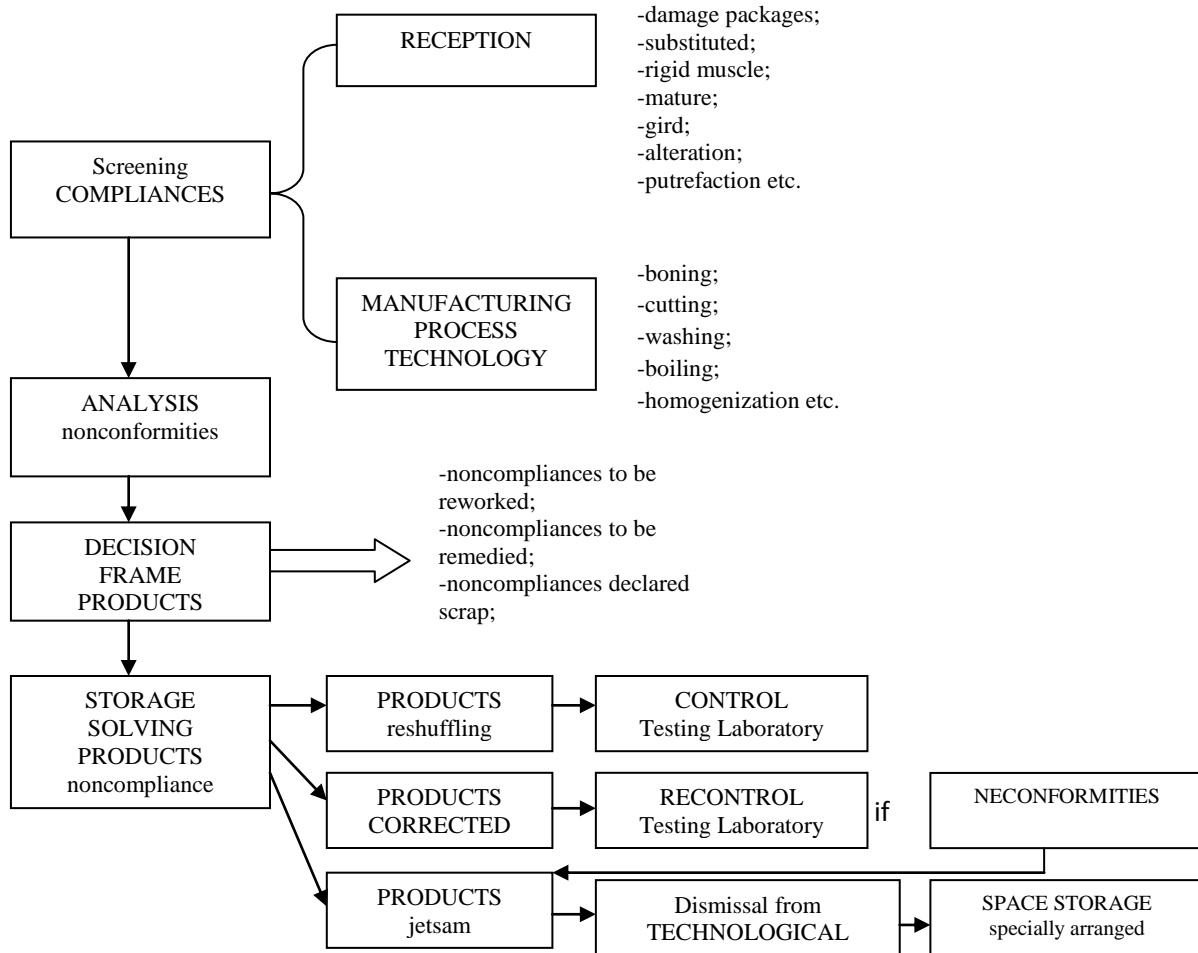 RECEPTION
-damage packages;
-substituted;
-rigid muscle;
-mature;
-gird;
-alteration;
-putrefaction etc.
Screening
COMPLIANCES
MANUFACTURING
PROCESS
TECHNOLOGY
-boning;
-cutting;
-washing;
-boiling;
-homogenization etc.
ANALYSIS
nonconformities
DECISION
FRAME
PRODUCTS
-noncompliances to be
reworked;
-noncompliances to be
remedied;
-noncompliances declared
scrap;
STORAGE
SOLVING
PRODUCTS
noncompliance
PRODUCTS
reshuffling
CONTROL
Testing Laboratory
PRODUCTS
CORRECTED
RECONTROL
Testing Laboratory
if
NECONFORMITIES
PRODUCTS
jetsam
Dismissal from
TECHNOLOGICAL
SPACE STORAGE
specially arranged